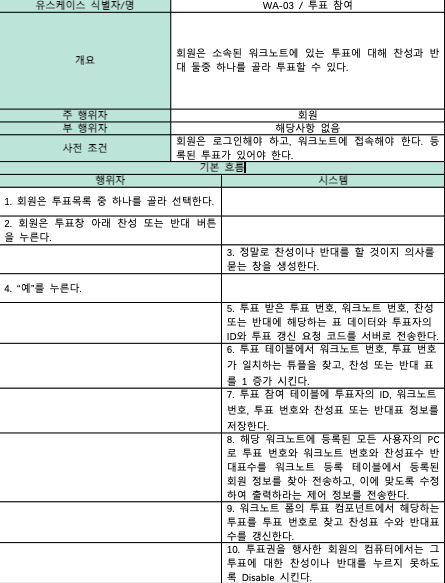 유스케이스 식별자/명
WA-03 / 투표 참여
개요
회원은 소속된 워크노트에 있는 투표에 대해 찬성과 반
대 둘중 하나를 골라 투표할 수 있다.
주 행위자
회원
부 행위자
해당사항 없음
사전 조건
회원은 로그인해야 하고, 워크노트에 접속해야 한다. 등
록된 투표가 있어야 한다.
기본 흐름
행위자
시스템
1. 회원은 투표목록 중 하나를 골라 선택한다.
2. 회원은 투표창 아래 찬성 또는 반대 버튼
을 누른다.
3. 정말로 찬성이나 반대를 할 것이지 의사를
묻는 창을 생성한다.
4. “예”를 누른다.
5. 투표 받은 투표 번호, 워크노트 번호, 찬성
또는 반대에 해당하는 표 데이터와 투표자의
ID와 투표 갱신 요청 코드를 서버로 전송한다.
6. 투표 테이블에서 워크노트 번호, 투표 번호
가 일치하는 튜플을 찾고, 찬성 또는 반대 표
를 1 증가 시킨다.
7. 투표 참여 테이블에 투표자의 ID, 워크노트
번호, 투표 번호와 찬성표 또는 반대표 정보를
저장한다.
8. 해당 워크노트에 등록된 모든 사용자의 PC
로 투표 번호와 워크노트 번호와 찬성표수 반
대표수를 워크노트 등록 테이블에서 등록된
회원 정보를 찾아 전송하고, 이에 맞도록 수정
하여 출력하라는 제어 정보를 전송한다.
9. 워크노트 폼의 투표 컴포넌트에서 해당하는
투표를 투표 번호로 찾고 찬성표 수와 반대표
수를 갱신한다.
10. 투표권을 행사한 회원의 컴퓨터에서는 그
투표에 대한 찬성이나 반대를 누르지 못하도
록 Disable 시킨다.